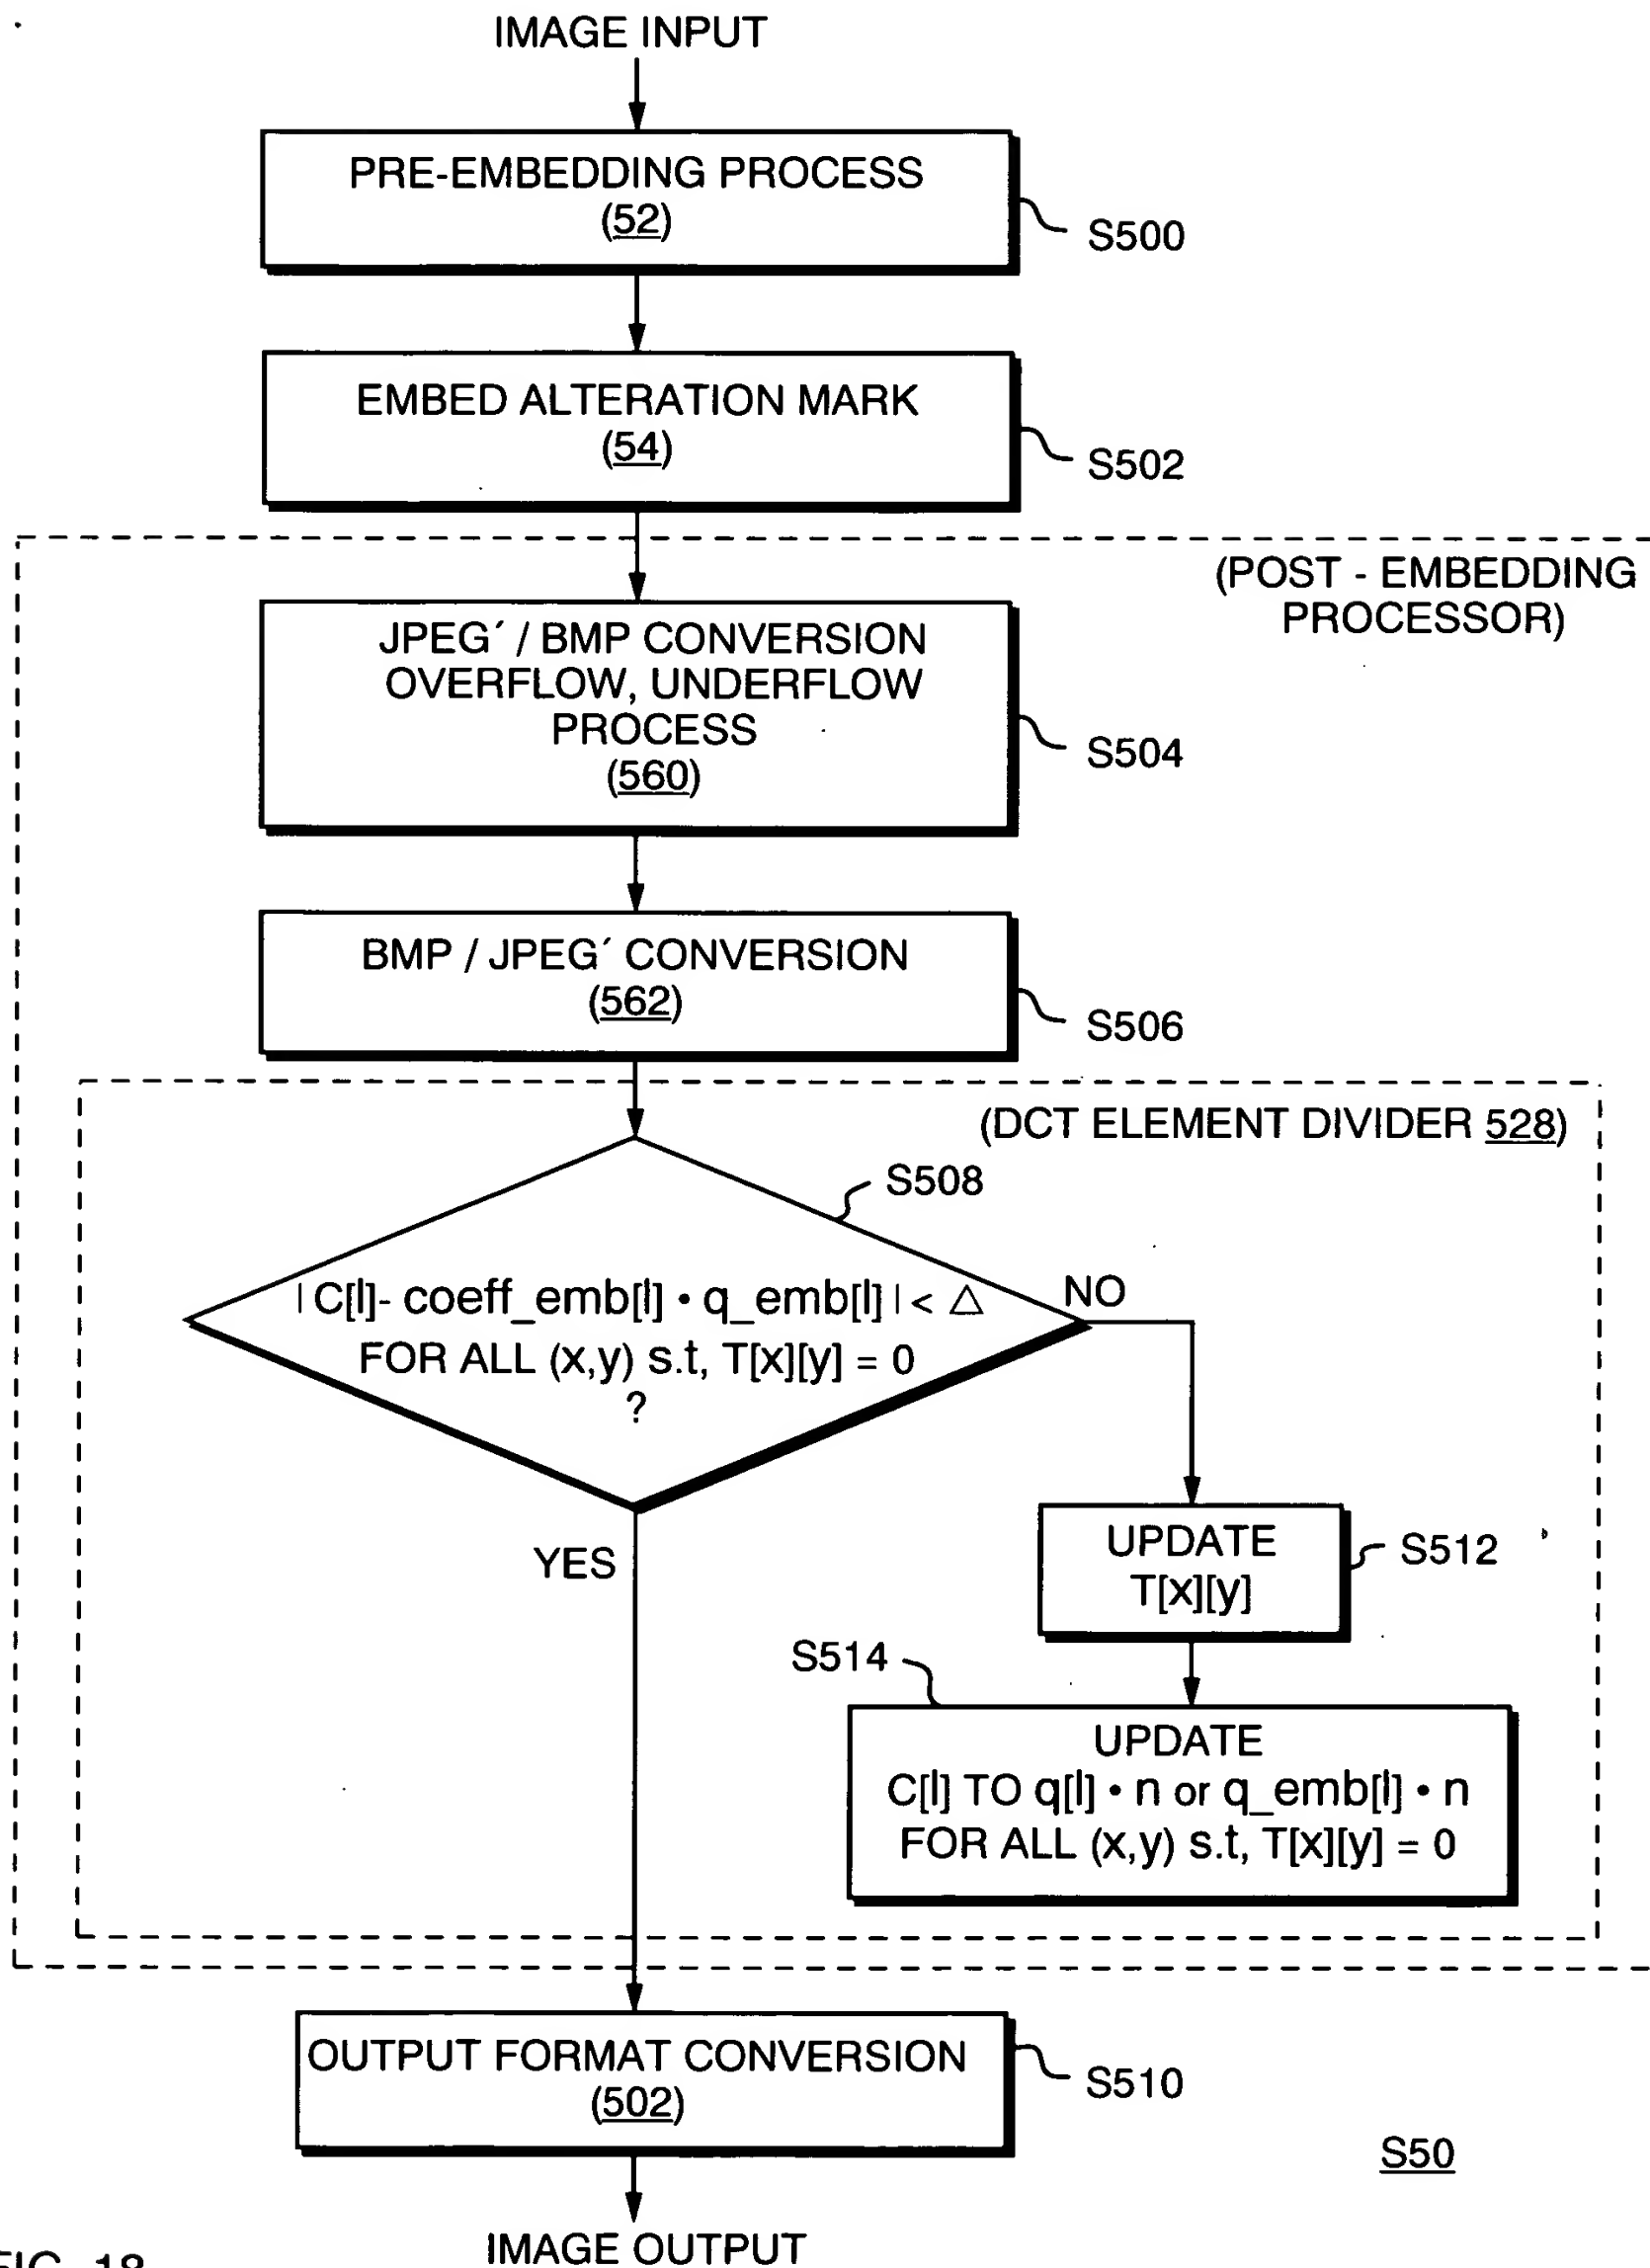 IMAGE INPUT
PRE-EMBEDDING PROCESS
(52)
S500
EMBED ALTERATION MARK
(54)
S502
(POST - EMBEDDING
PROCESSOR)
JPEG´ / BMP CONVERSION
OVERFLOW, UNDERFLOW
PROCESS
(560)
S504
BMP / JPEG´ CONVERSION
(562)
S506
(DCT ELEMENT DIVIDER 528)
S508
| C[l]- coeff_emb[l] • q_emb[l] | < △
FOR ALL (x,y) s.t, T[x][y] = 0
?
NO
YES
UPDATE
T[x][y]
S512
S514
UPDATE
C[l] TO q[l] • n or q_emb[l] • n
FOR ALL (x,y) s.t, T[x][y] = 0
OUTPUT FORMAT CONVERSION
(502)
S510
S50
IMAGE OUTPUT
FIG. 18